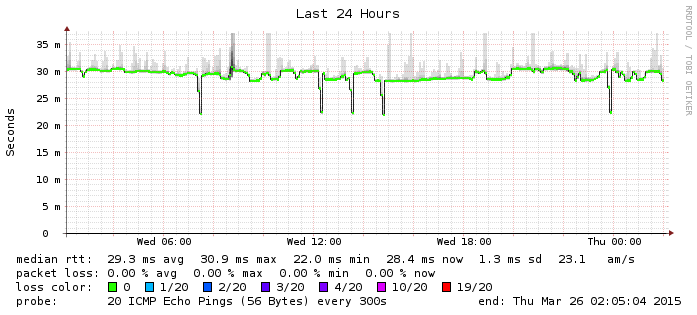 Last 24 Hours
RRDTOOL / TOBI OETIKER
Seconds
35 m
30 m
25 m
20 m
15 m
10 m
5 m
0
Wed 06:00 Wed 12:00 Wed 18:00 Thu 00:00
median rtt: 29.3 ms avg 30.9 ms max 22.0 ms min 28.4 ms now 1.3 ms sd 23.1 am/s
packet loss: 0.00 % avg 0.00 % max 0.00 % min 0.00 % now
loss color: 0 1/20 2/20 3/20 4/20 10/20 19/20
probe: 20 ICMP Echo Pings (56 Bytes) every 300s end: Thu Mar 26 02:05:04 2015